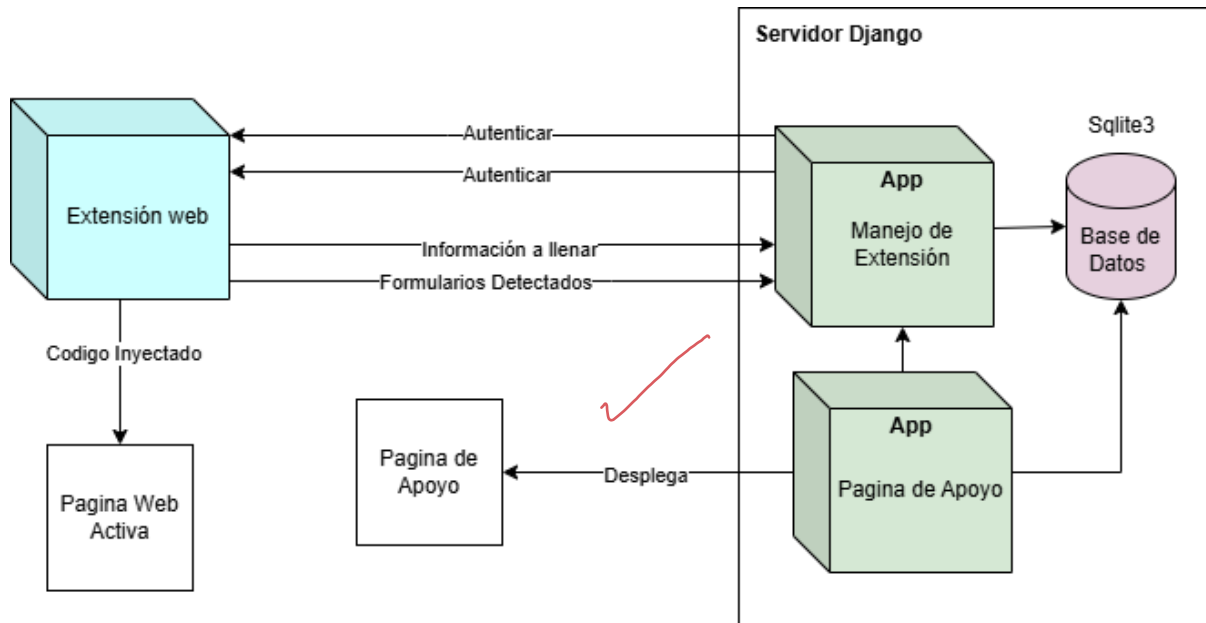 Servidor Django
Sqlite3
Autenticar
Autenticar
Extensión web
App
Manejo de
Extensión
Base de
Datos
Información a llenar
Formularios Detectados
Codigo Inyectado
App
Pagina de Apoyo
Pagina de
Apoyo
Desplega
Pagina Web
Activa